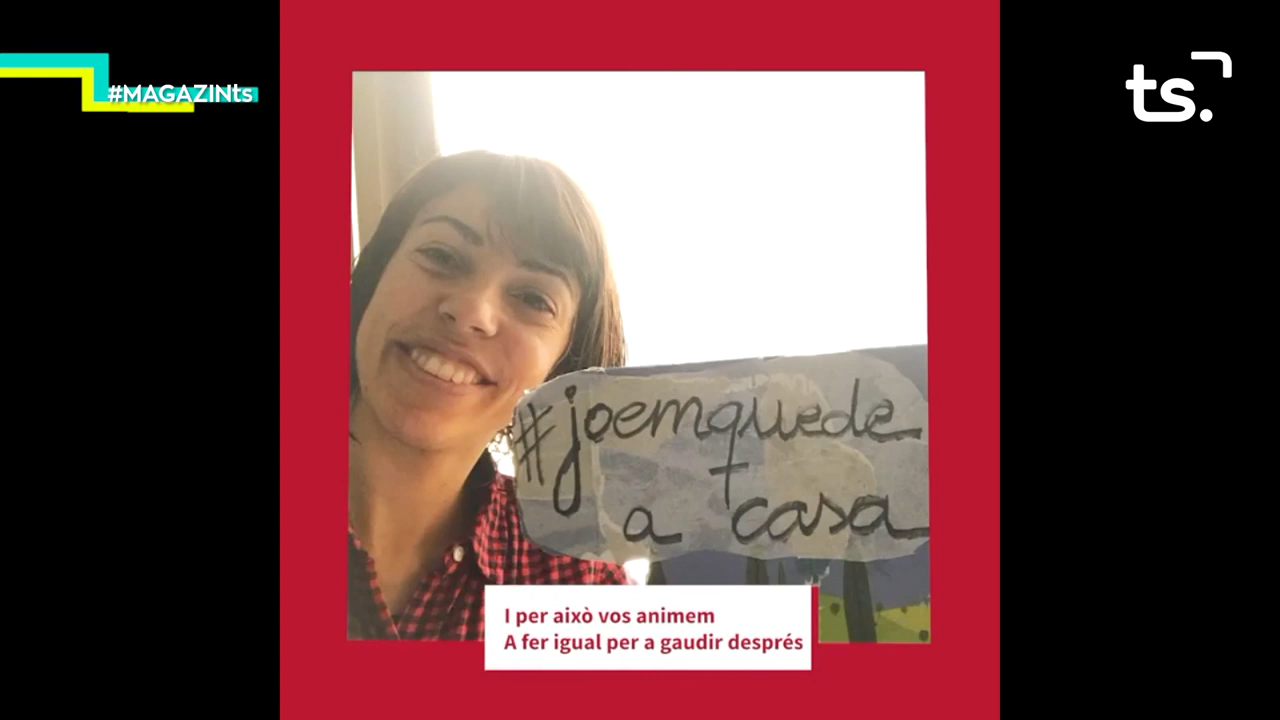 #MAGAZINts
ts.
#joemquede
a casa
I per això vos animem
A fer igual per a gaudir després